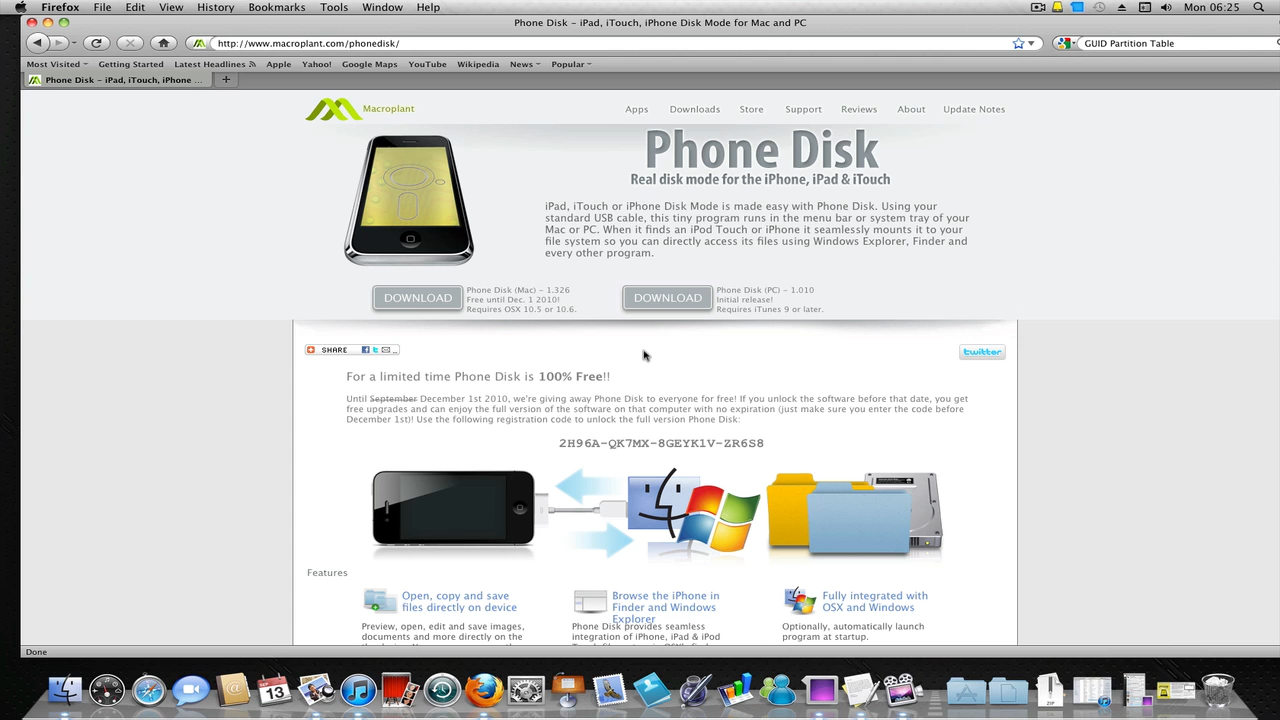 Firefox File Edit View History Bookmarks Tools Window Help Mon 06:25
Phone Disk – iPad, iTouch, iPhone Disk Mode for Mac and PC
http://www.macroplant.com/phonedisk/ GUID Partition Table
Most Visited Getting Started Latest Headlines Apple Yahoo! Google Maps YouTube Wikipedia News Popular
Phone Disk – iPad, iTouch, iPhone ...
Macroplant Apps Downloads Store Support Reviews About Update Notes
Phone Disk
Real disk mode for the iPhone, iPad & iTouch
iPad, iTouch or iPhone Disk Mode is made easy with Phone Disk. Using your
standard USB cable, this tiny program runs in the menu bar or system tray of your
Mac or PC. When it finds an iPod Touch or iPhone it seamlessly mounts it to your
file system so you can directly access its files using Windows Explorer, Finder and
every other program.
DOWNLOAD
Phone Disk (Mac) – 1.326
Free until Dec. 1 2010!
Requires OSX 10.5 or 10.6.
DOWNLOAD
Phone Disk (PC) – 1.010
Initial release!
Requires iTunes 9 or later.
SHARE
twitter
For a limited time Phone Disk is 100% Free!!
Until September December 1st 2010, we're giving away Phone Disk to everyone for free! If you unlock the software before that date, you get
free upgrades and can enjoy the full version of the software on that computer with no expiration (just make sure you enter the code before
December 1st)! Use the following registration code to unlock the full version Phone Disk:
2H96A-QK7MX-8GEYK1V-ZR6S8
Features
Open, copy and save
files directly on device
Preview, open, edit and save images,
documents and more directly on the
Browse the iPhone in
Finder and Windows
Explorer
Phone Disk provides seamless
integration of iPhone, iPad & iPod
Fully integrated with
OSX and Windows
Optionally, automatically launch
program at startup.
Done
SEP
13
ZIP